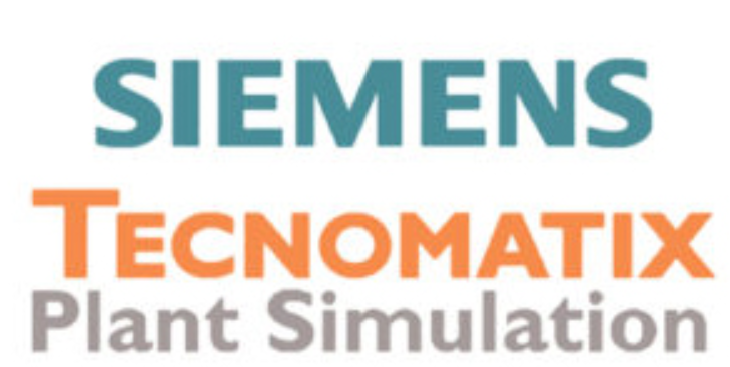 SIEMENS
TECNOMATIX
Plant Simulation